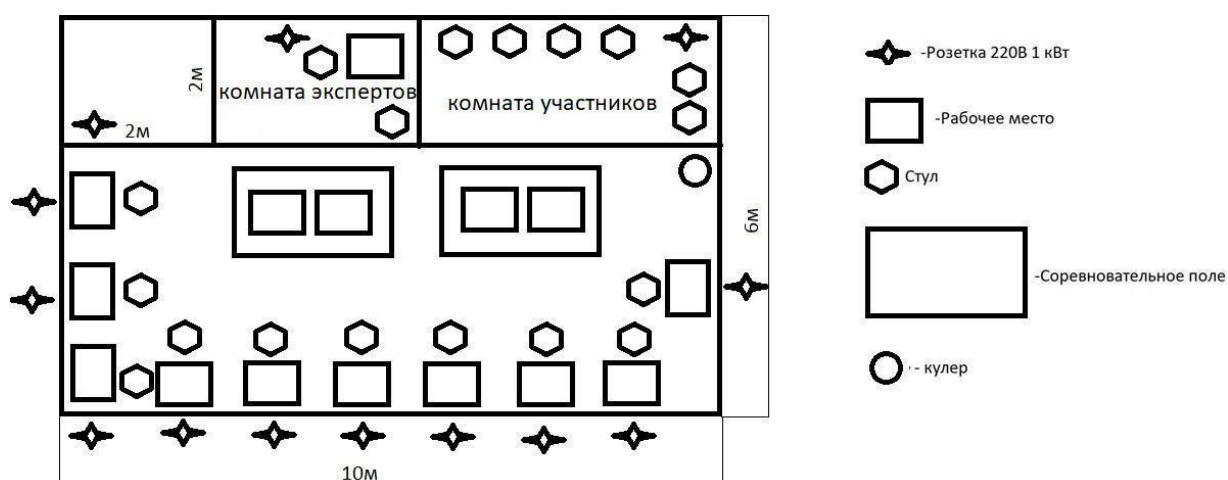 2м
2м
комната экспертов
комната участников
6м
10м
-Розетка 220В 1 кВт
-Рабочее место
Стул
-Соревновательное поле
- кулер